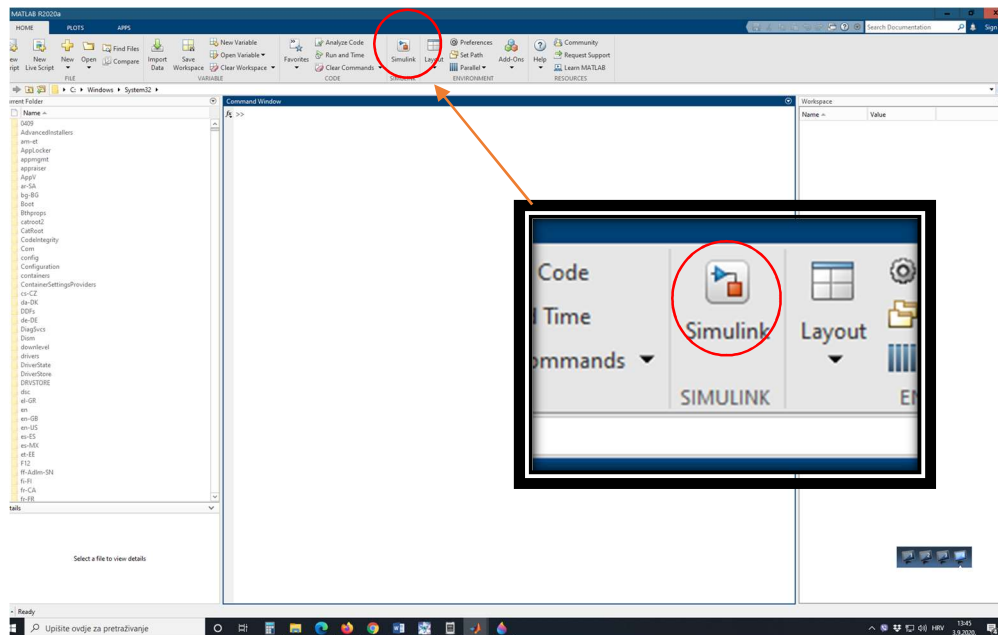 MATLAB R2020a
HOME PLOTS APPS
Search Documentation
Sign
New Live Script
New
Open
Find Files
Compare
Import Data
Save Workspace
New Variable
Open Variable
Clear Workspace
Favorites
Analyze Code
Run and Time
Clear Commands
Simulink
Layout
Preferences
Set Path
Parallel
Add-Ons
Help
Community
Request Support
Learn MATLAB
FILE VARIABLE CODE SIMULINK ENVIRONMENT RESOURCES
C: Windows System32
Folder
Name
0409
AdvancedInstallers
am-et
AppLocker
appmgmt
appraiser
AppV
ar-SA
bg-BG
Boot
Bthprops
catroot2
CatRoot
CodeIntegrity
Com
config
Configuration
containers
ContainerSettingsProviders
cs-CZ
da-DK
DDFs
de-DE
DiagSvcs
Dism
downlevel
drivers
DriverState
DriverStore
DRVSTORE
dsc
el-GR
en
en-GB
en-US
es-ES
es-MX
et-EE
F12
ff-Adlm-SN
fi-FI
fr-CA
fr-FR
Select a file to view details
Command Window
fx >>
Workspace
Name Value
Code
Time
Simulink
Layout
SIMULINK
Ready
Upišite ovdje za pretraživanje
HRV
13:45
3.9.2020.